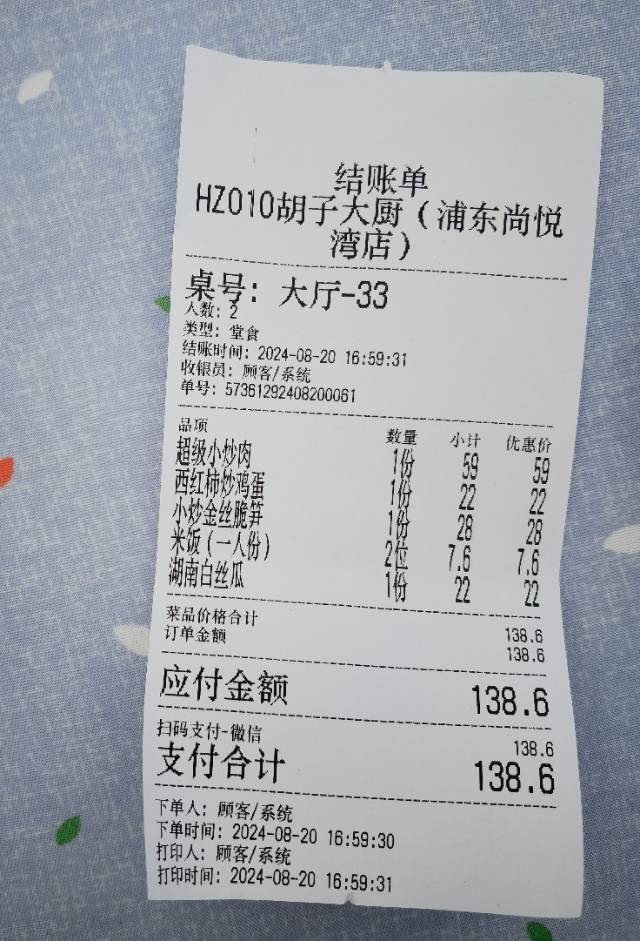 结账单
HZ010胡子大厨（浦东尚悦
湾店）
桌号: 大厅-33
人数: 2
类型: 堂食
结账时间: 2024-08-20 16:59:31
收银员: 顾客/系统
单号: 57361292408200061
品项 数量 小计 优惠价
超级小炒肉 1份 59 59
西红柿炒鸡蛋 1份 22 22
小炒金丝脆笋 1份 28 28
米饭（一人份） 2位 7.6 7.6
湖南白丝瓜 1份 22 22
菜品价格合计 138.6
订单金额 138.6
应付金额 138.6
扫码支付-微信 138.6
支付合计 138.6
下单人: 顾客/系统
下单时间: 2024-08-20 16:59:30
打印人: 顾客/系统
打印时间: 2024-08-20 16:59:31